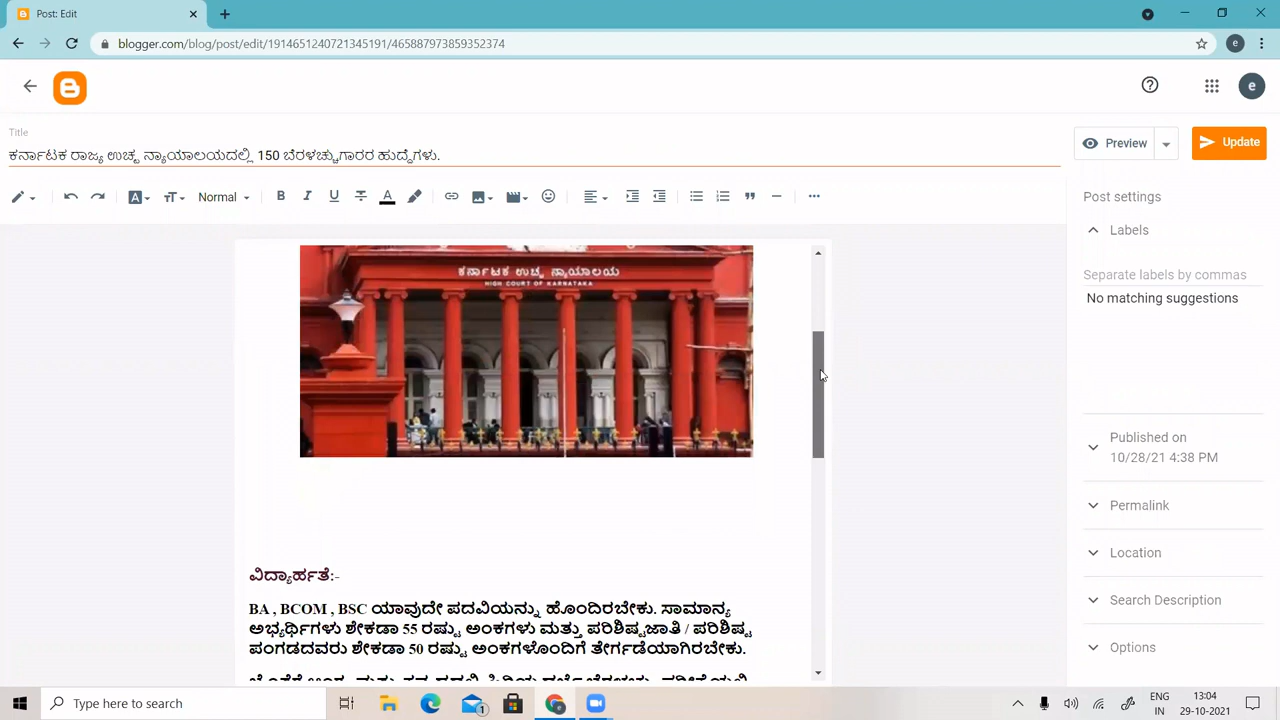 Post: Edit
blogger.com/blog/post/edit/1914651240721345191/465887973859352374
e
e
Title
ಕರ್ನಾಟಕ ರಾಜ್ಯ ಉಚ್ಚ ನ್ಯಾಯಾಲಯದಲ್ಲಿ 150 ಬೆರಳಚ್ಚುಗಾರರ ಹುದ್ದೆಗಳು.
Preview
Update
Normal
Post settings
Labels
Separate labels by commas
No matching suggestions
ಕರ್ನಾಟಕ ಉಚ್ಚ ನ್ಯಾಯಾಲಯ
HIGH COURT OF KARNATAKA
Published on
10/28/21 4:38 PM
Permalink
Location
Search Description
Options
ವಿದ್ಯಾರ್ಹತೆ:-
BA , BCOM , BSC ಯಾವುದೇ ಪದವಿಯನ್ನು ಹೊಂದಿರಬೇಕು. ಸಾಮಾನ್ಯ
ಅಭ್ಯರ್ಥಿಗಳು ಶೇಕಡಾ 55 ರಷ್ಟು ಅಂಕಗಳು ಮತ್ತು ಪರಿಶಿಷ್ಟಜಾತಿ / ಪರಿಶಿಷ್ಟ
ಪಂಗಡದವರು ಶೇಕಡಾ 50 ರಷ್ಟು ಅಂಕಗಳೊಂದಿಗೆ ತೇರ್ಗಡೆಯಾಗಿರಬೇಕು.
Type here to search
1
ENG
IN
13:04
29-10-2021